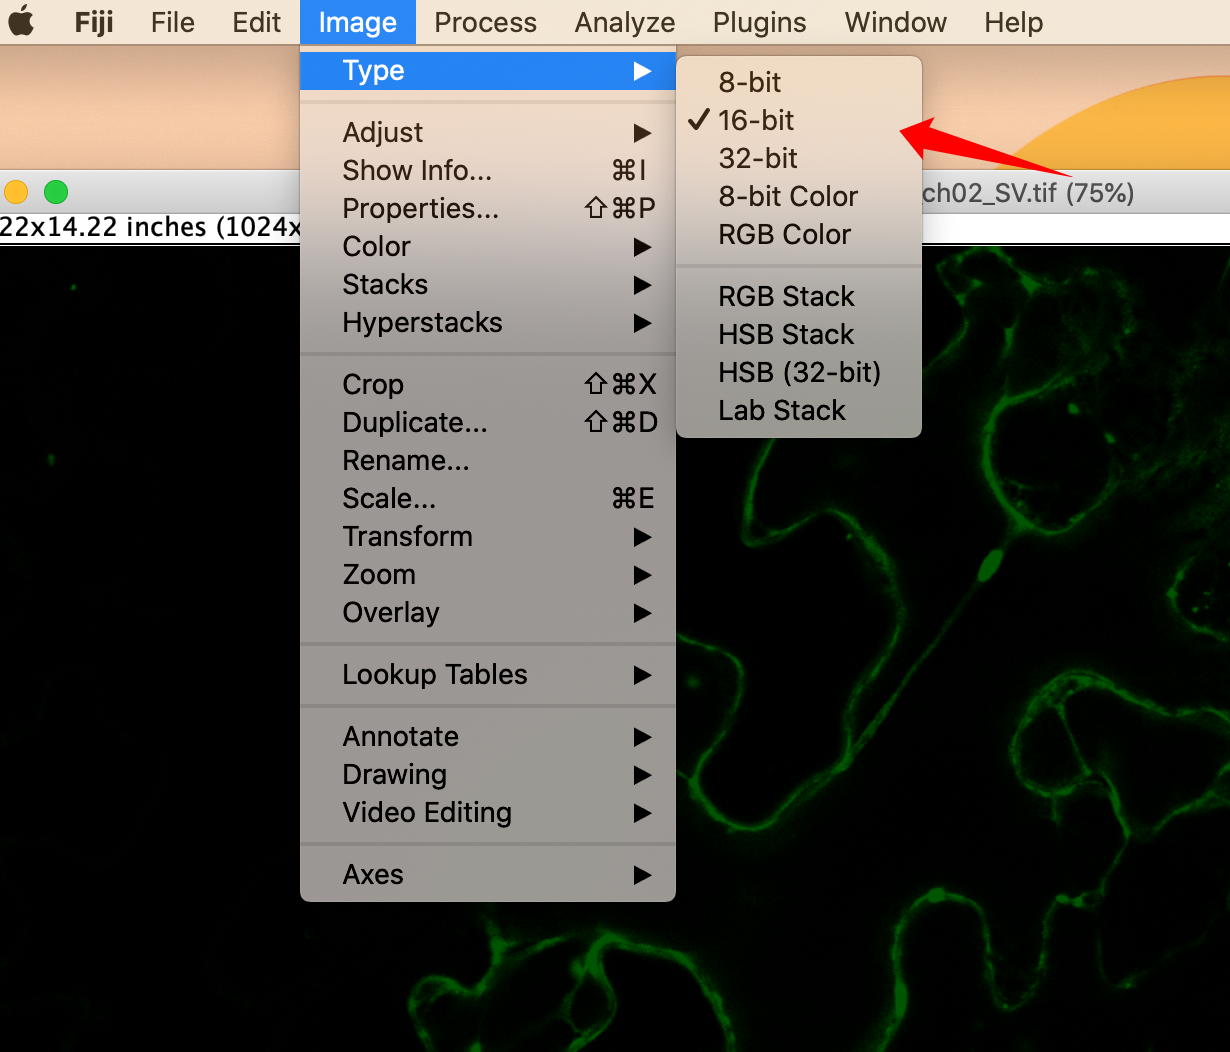 Fiji File Edit Image Process Analyze Plugins Window Help
Type ▶
Adjust ▶
Show Info... ⌘I
Properties... ⇧⌘P
Color ▶
Stacks ▶
Hyperstacks ▶
Crop ⇧⌘X
Duplicate... ⇧⌘D
Rename...
Scale... ⌘E
Transform ▶
Zoom ▶
Overlay ▶
Lookup Tables ▶
Annotate ▶
Drawing ▶
Video Editing ▶
Axes ▶
8-bit
✓ 16-bit
32-bit
8-bit Color
RGB Color
RGB Stack
HSB Stack
HSB (32-bit)
Lab Stack
ch02_SV.tif (75%)
22x14.22 inches (1024x